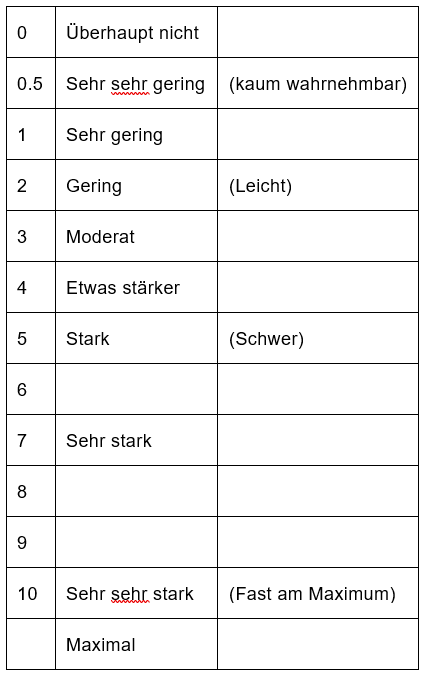 0 Überhaupt nicht
0.5 Sehr sehr gering (kaum wahrnehmbar)
1 Sehr gering
2 Gering (Leicht)
3 Moderat
4 Etwas stärker
5 Stark (Schwer)
6
7 Sehr stark
8
9
10 Sehr sehr stark (Fast am Maximum)
Maximal